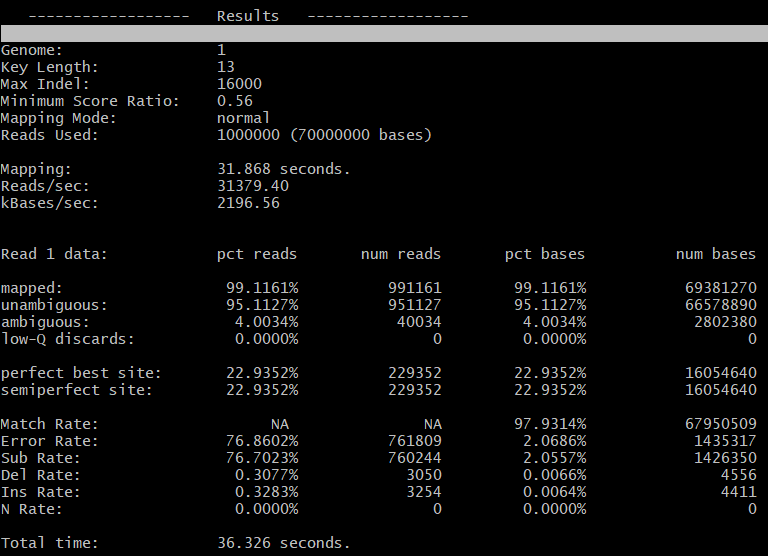 ------------------   Results   ------------------
Genome:                 1
Key Length:             13
Max Indel:              16000
Minimum Score Ratio:    0.56
Mapping Mode:           normal
Reads Used:             1000000 (70000000 bases)
Mapping:                31.868 seconds.
Reads/sec:              31379.40
kBases/sec:             2196.56
Read 1 data:            pct reads       num reads       pct bases          num bases
mapped:                  99.1161%          991161        99.1161%           69381270
unambiguous:             95.1127%          951127        95.1127%           66578890
ambiguous:                4.0034%           40034         4.0034%            2802380
low-Q discards:           0.0000%               0         0.0000%                  0
perfect best site:       22.9352%          229352        22.9352%           16054640
semiperfect site:        22.9352%          229352        22.9352%           16054640
Match Rate:                   NA              NA        97.9314%           67950509
Error Rate:              76.8602%          761809         2.0686%            1435317
Sub Rate:                76.7023%          760244         2.0557%            1426350
Del Rate:                 0.3077%            3050         0.0066%               4556
Ins Rate:                 0.3283%            3254         0.0064%               4411
N Rate:                   0.0000%               0         0.0000%                  0
Total time:             36.326 seconds.